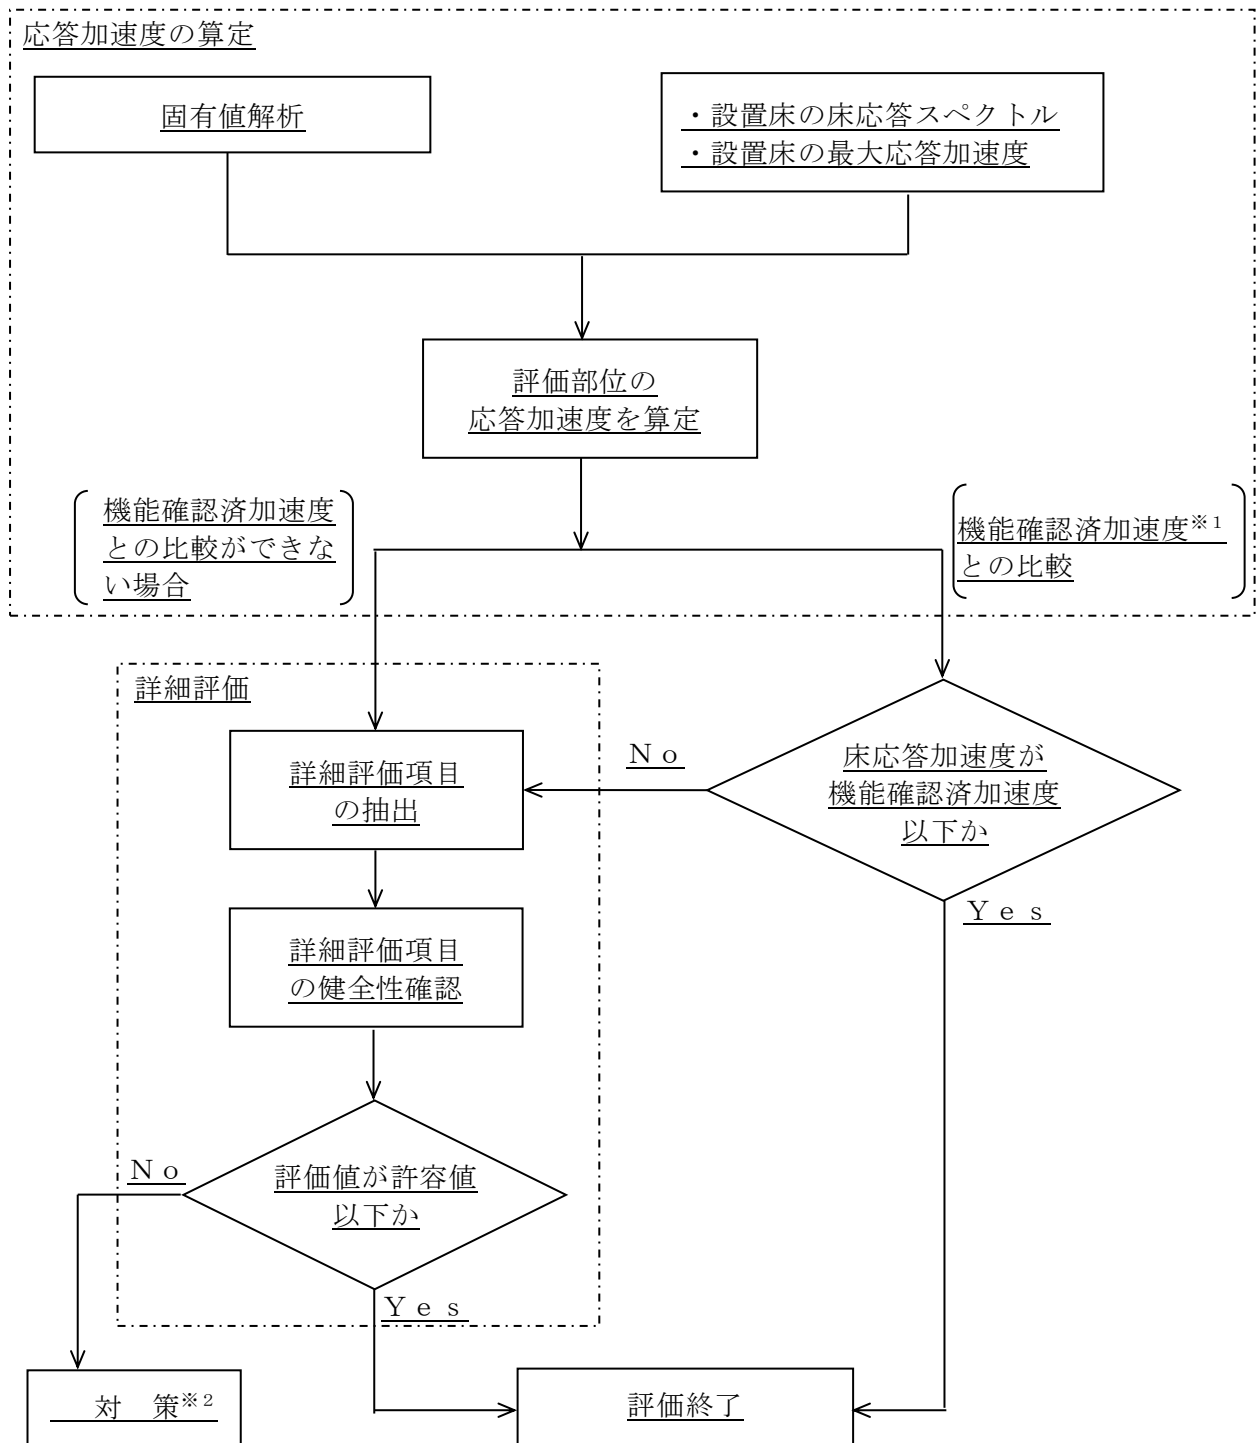 応答加速度の算定
固有値解析
・設置床の床応答スペクトル
・設置床の最大応答加速度
評価部位の
応答加速度を算定
機能確認済加速度
との比較ができな
い場合
機能確認済加速度※1
との比較
詳細評価
詳細評価項目
の抽出
No
床応答加速度が
機能確認済加速度
以下か
Yes
詳細評価項目
の健全性確認
No
評価値が許容値
以下か
Yes
対　策※2
評価終了